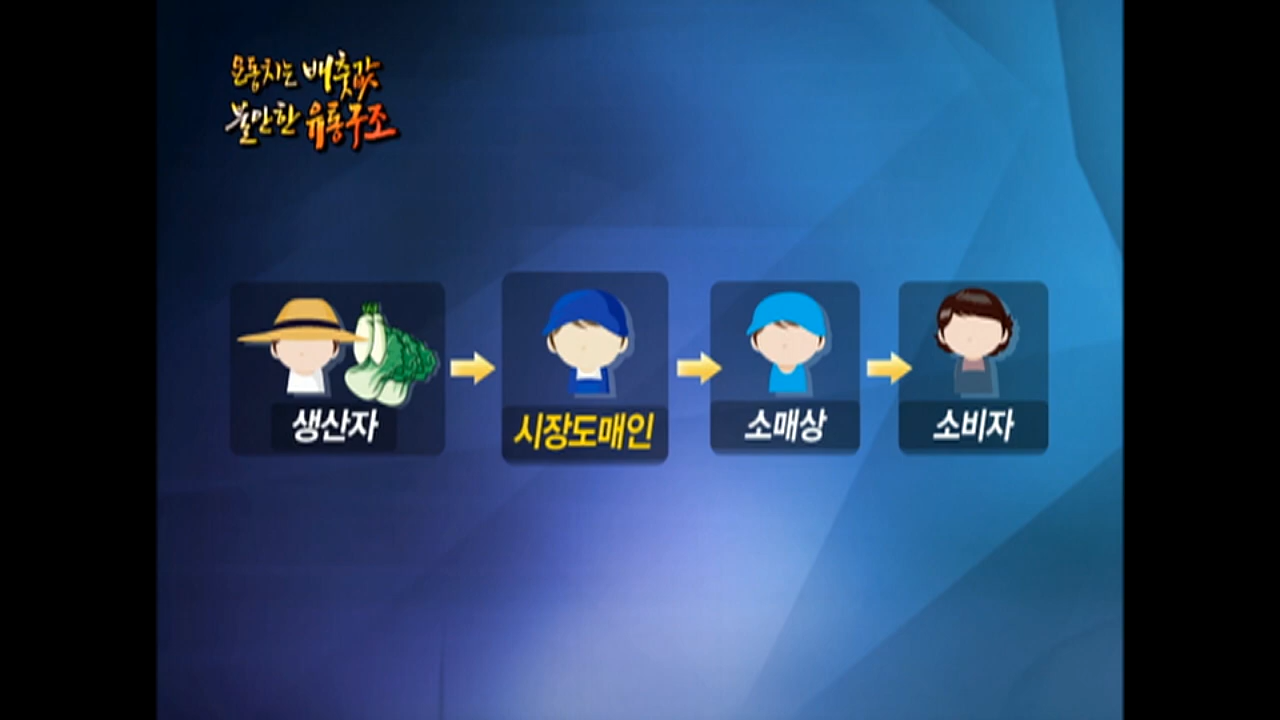 요동치는 배춧값
불만한 유통구조
생산자
시장도매인
소매상
소비자